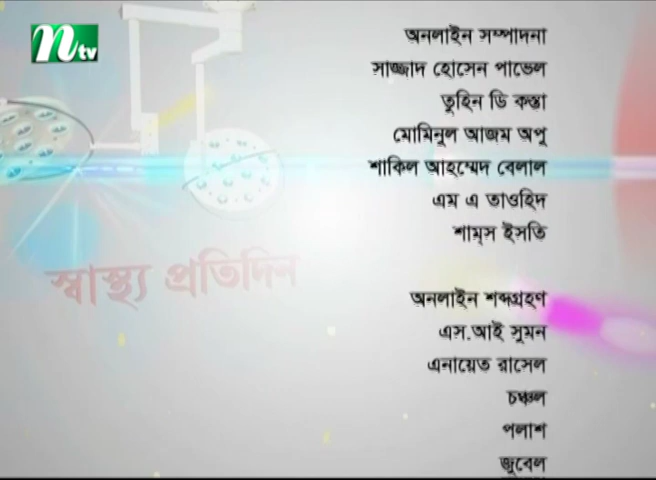 ntv
অনলাইন সম্পাদনা
সাজ্জাদ হোসেন পাভেল
তুহিন ডি কস্তা
মোমিনুল আজম অপু
শাকিল আহম্মেদ বেলাল
এম এ তাওহিদ
শাম্‌স ইসতি
স্বাস্থ্য প্রতিদিন
অনলাইন শব্দগ্রহণ
এস.আই সুমন
এনায়েত রাসেল
চঞ্চল
পলাশ
জুবেল